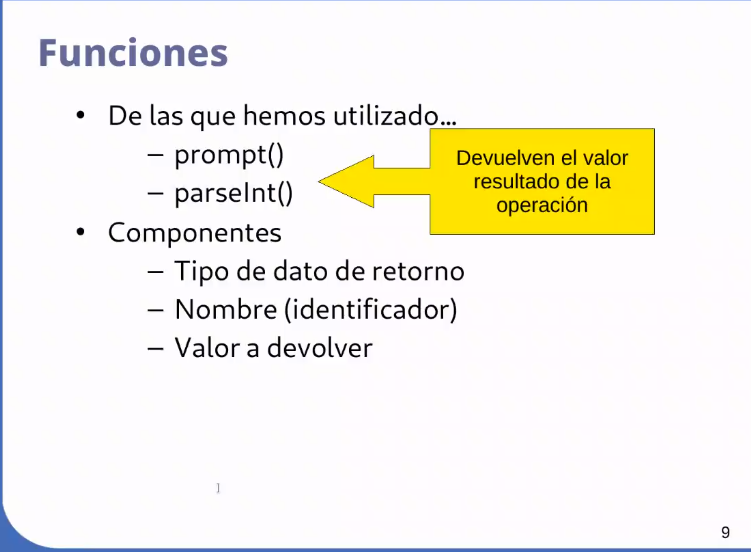 Funciones
• De las que hemos utilizado...
– prompt()
– parseInt()
Devuelven el valor
resultado de la
operación
• Componentes
– Tipo de dato de retorno
– Nombre (identificador)
– Valor a devolver
]
9